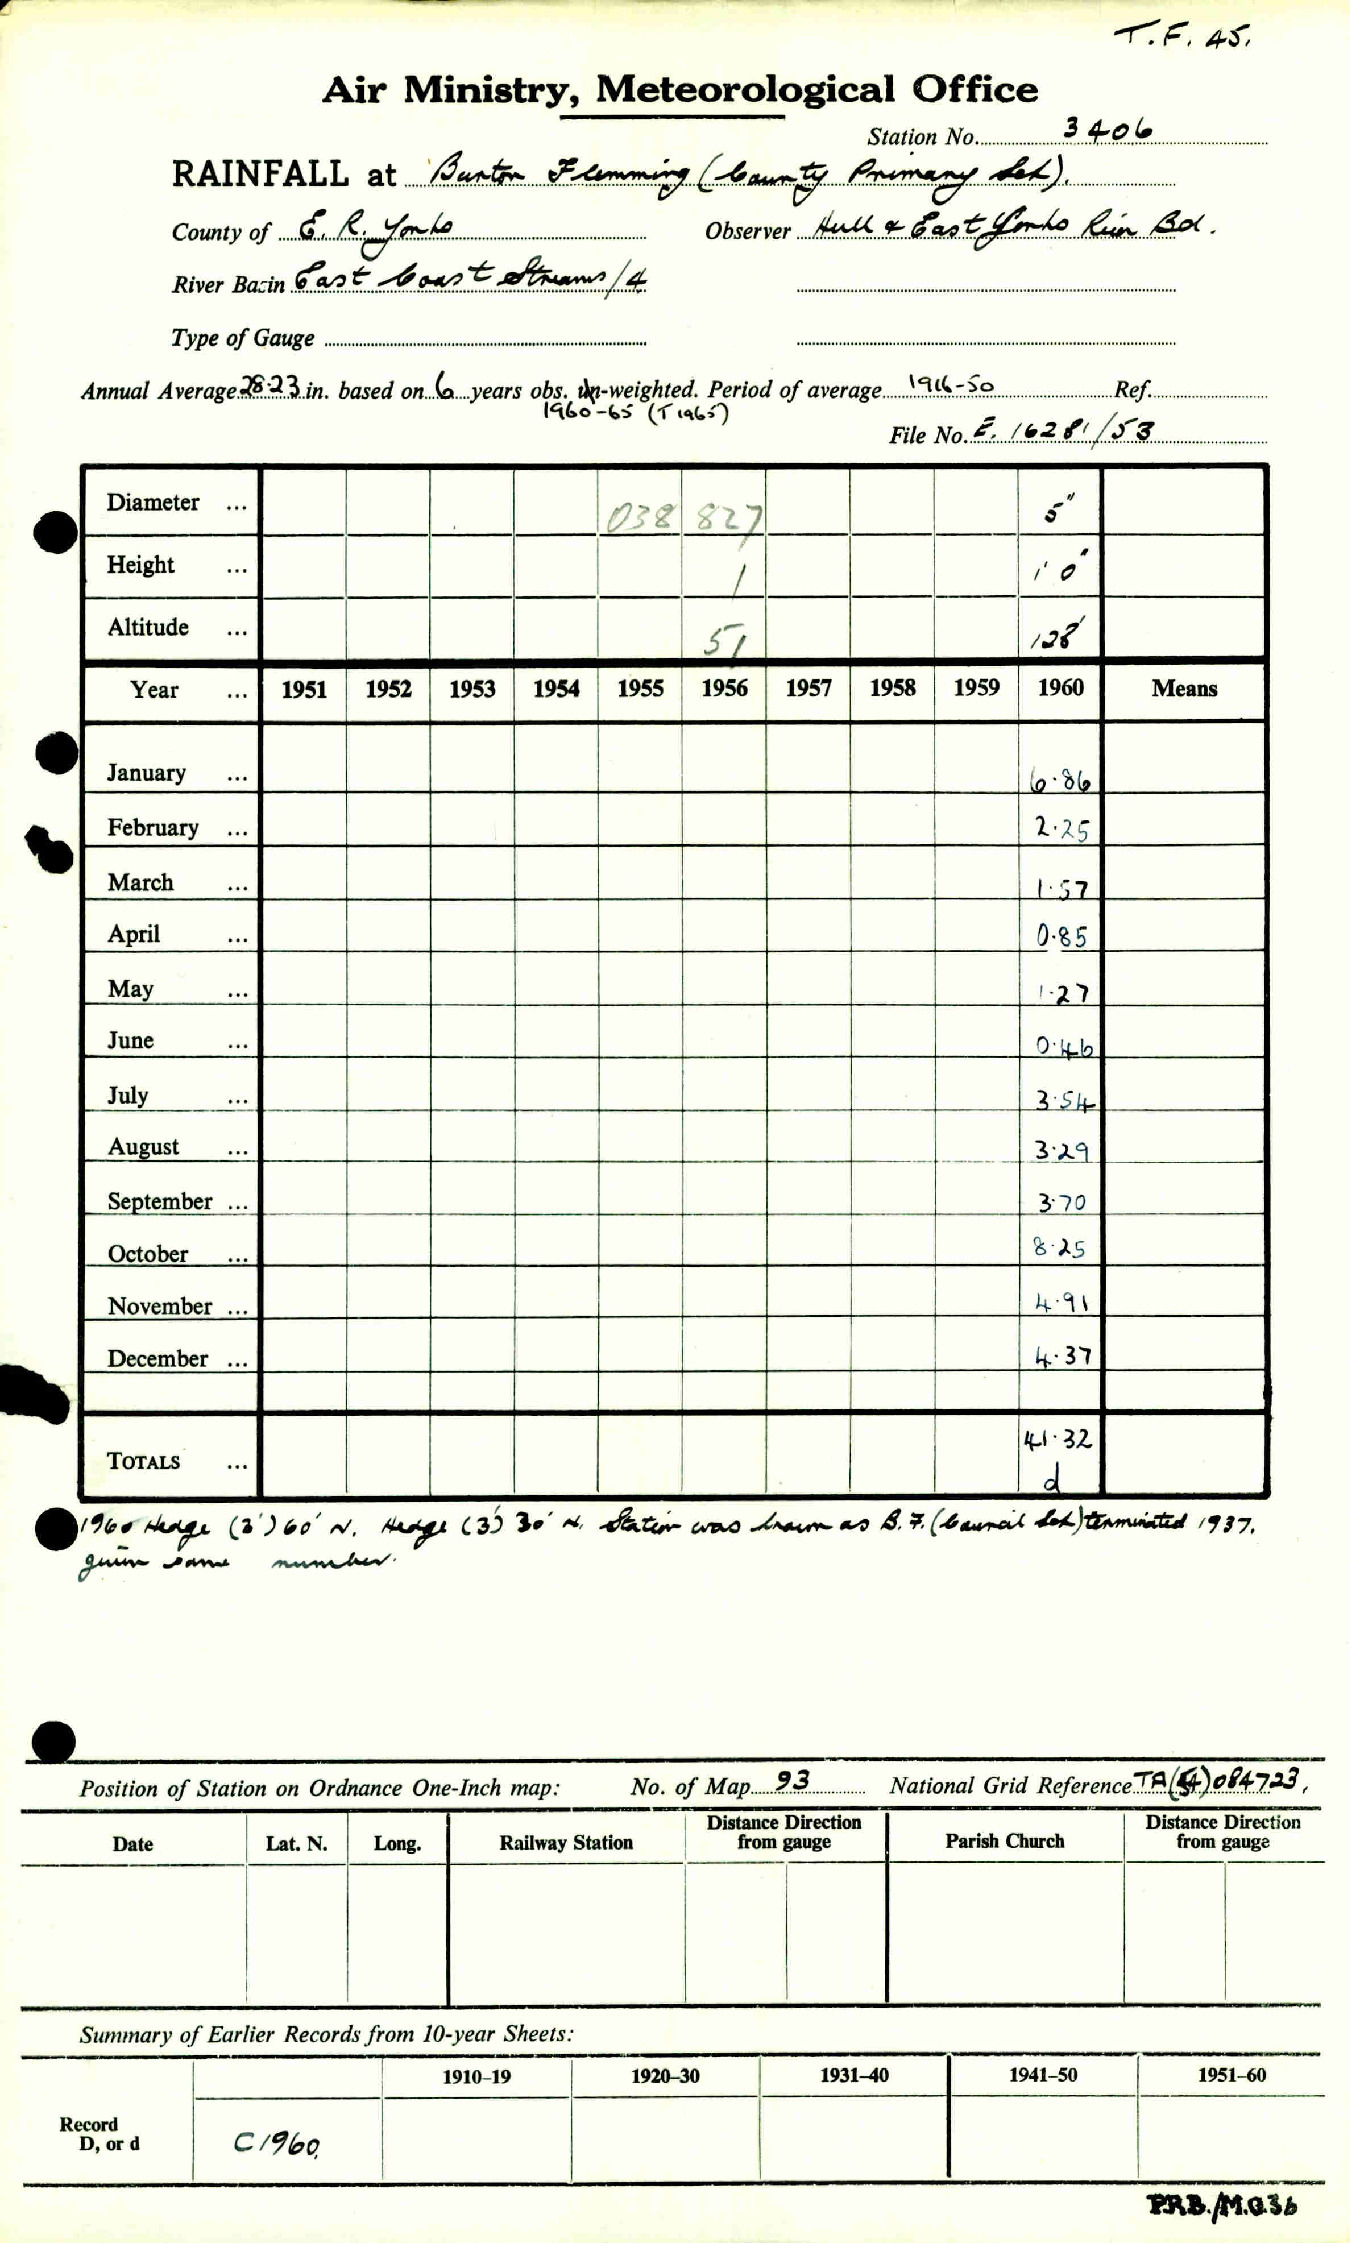 T.F. 45.
Air Ministry, Meteorological Office
Station No. 3406
RAINFALL at Burton Flemming (County Primary Sch).
County of E. R. Yorks Observer Hull & East Yorks River Bd.
River Basin East Coast Streams/4
Type of Gauge
Annual Average 28.23 in. based on 6 years obs. un-weighted. Period of average 1916-50 Ref.
1960-65 (T 1965)
File No. E. 16281/53
Diameter ... 038 827 5"
Height ... 1 1' 0"
Altitude ... 51 128'
Year ... 1951 1952 1953 1954 1955 1956 1957 1958 1959 1960 Means
January ... 6.86
February ... 2.25
March ... 1.57
April ... 0.85
May ... 1.27
June ... 0.46
July ... 3.54
August ... 3.29
September ... 3.70
October ... 8.25
November ... 4.91
December ... 4.37
TOTALS ... 41.32
d
1960 Hedge (3') 60' N. Hedge (3') 30' N. Station was known as B.F. (Council Sch) terminated 1937.
given same number.
Position of Station on Ordnance One-Inch map: No. of Map 93 National Grid Reference TA(54)084723.
Date Lat. N. Long. Railway Station Distance Direction from gauge Parish Church Distance Direction from gauge
Summary of Earlier Records from 10-year Sheets:
1910–19 1920–30 1931–40 1941–50 1951–60
Record
D, or d C1960.
P.R.B./M.O.36